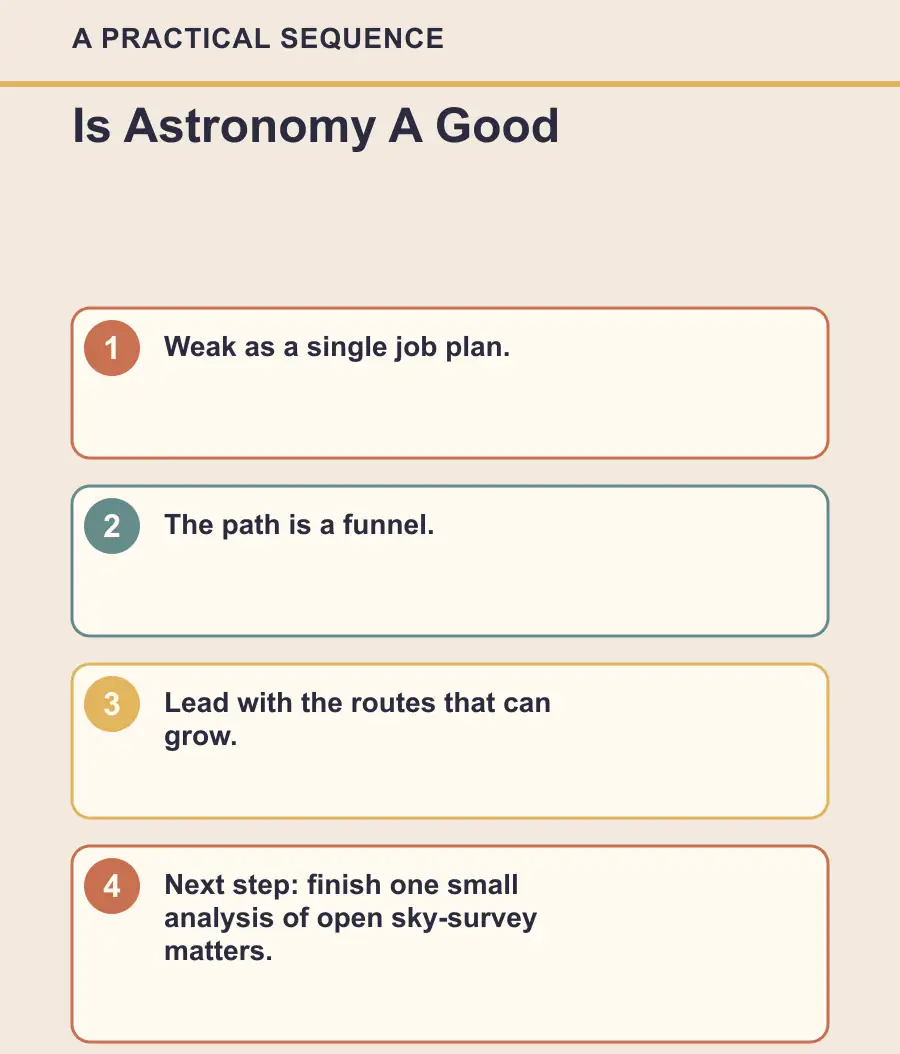 A PRACTICAL SEQUENCE
Is Astronomy A Good
1
Weak as a single job plan.
2
The path is a funnel.
3
Lead with the routes that can
grow.
4
Next step: finish one small
analysis of open sky-survey
matters.